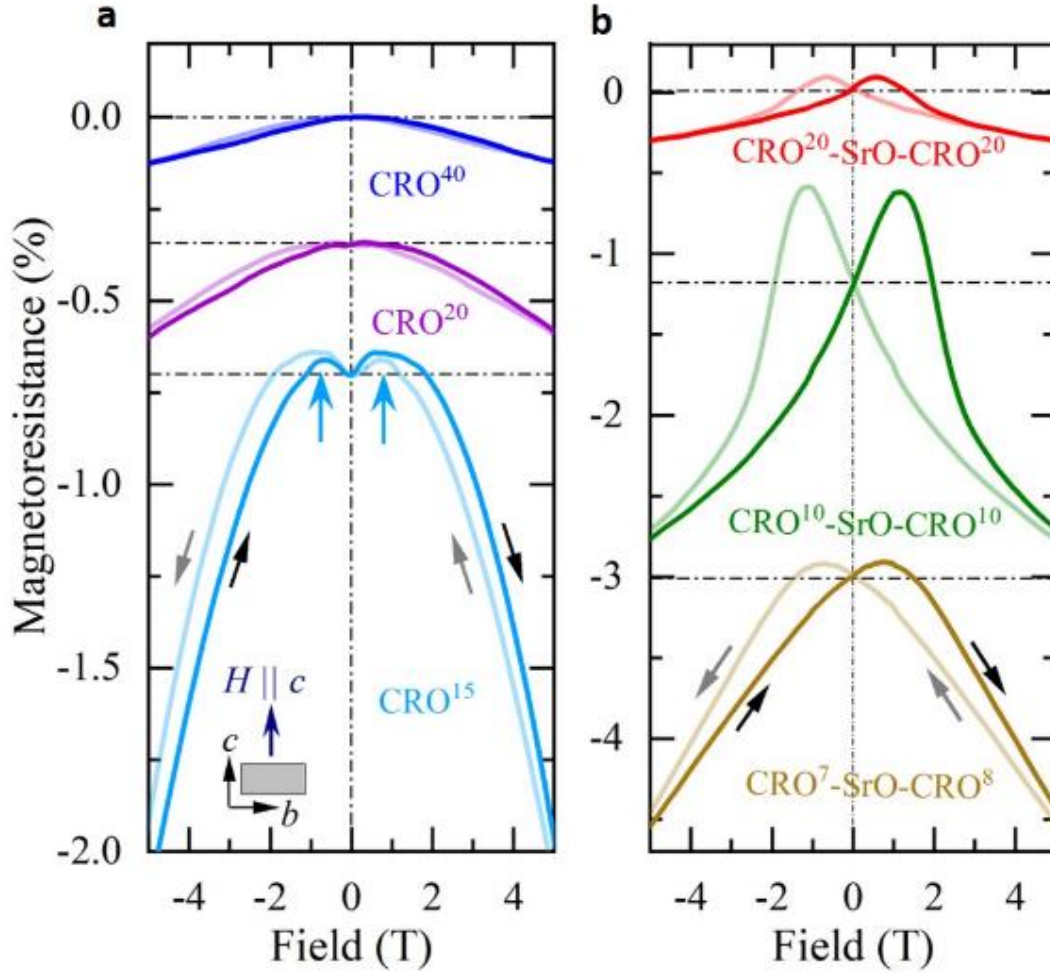 a
Magnetoresistance (%)
0.0
-0.5
-1.0
-1.5
-2.0
CRO⁴⁰
CRO²⁰
CRO¹⁵
H || c
c
b
-4 -2 0 2 4
Field (T)
b
0
-1
-2
-3
-4
CRO²⁰-SrO-CRO²⁰
CRO¹⁰-SrO-CRO¹⁰
CRO⁷-SrO-CRO⁸
-4 -2 0 2 4
Field (T)